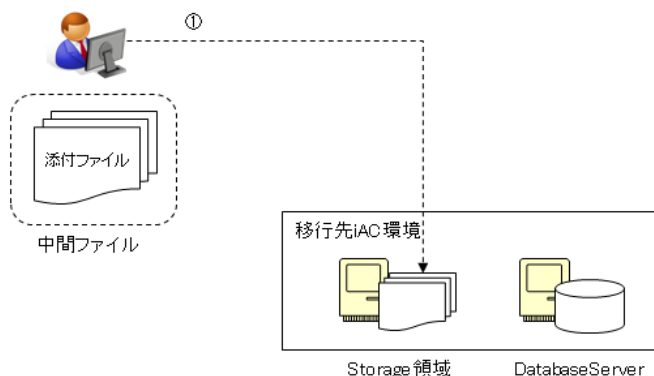 ①
添付ファイル
中間ファイル
移行先iAC環境
Storage領域
DatabaseServer